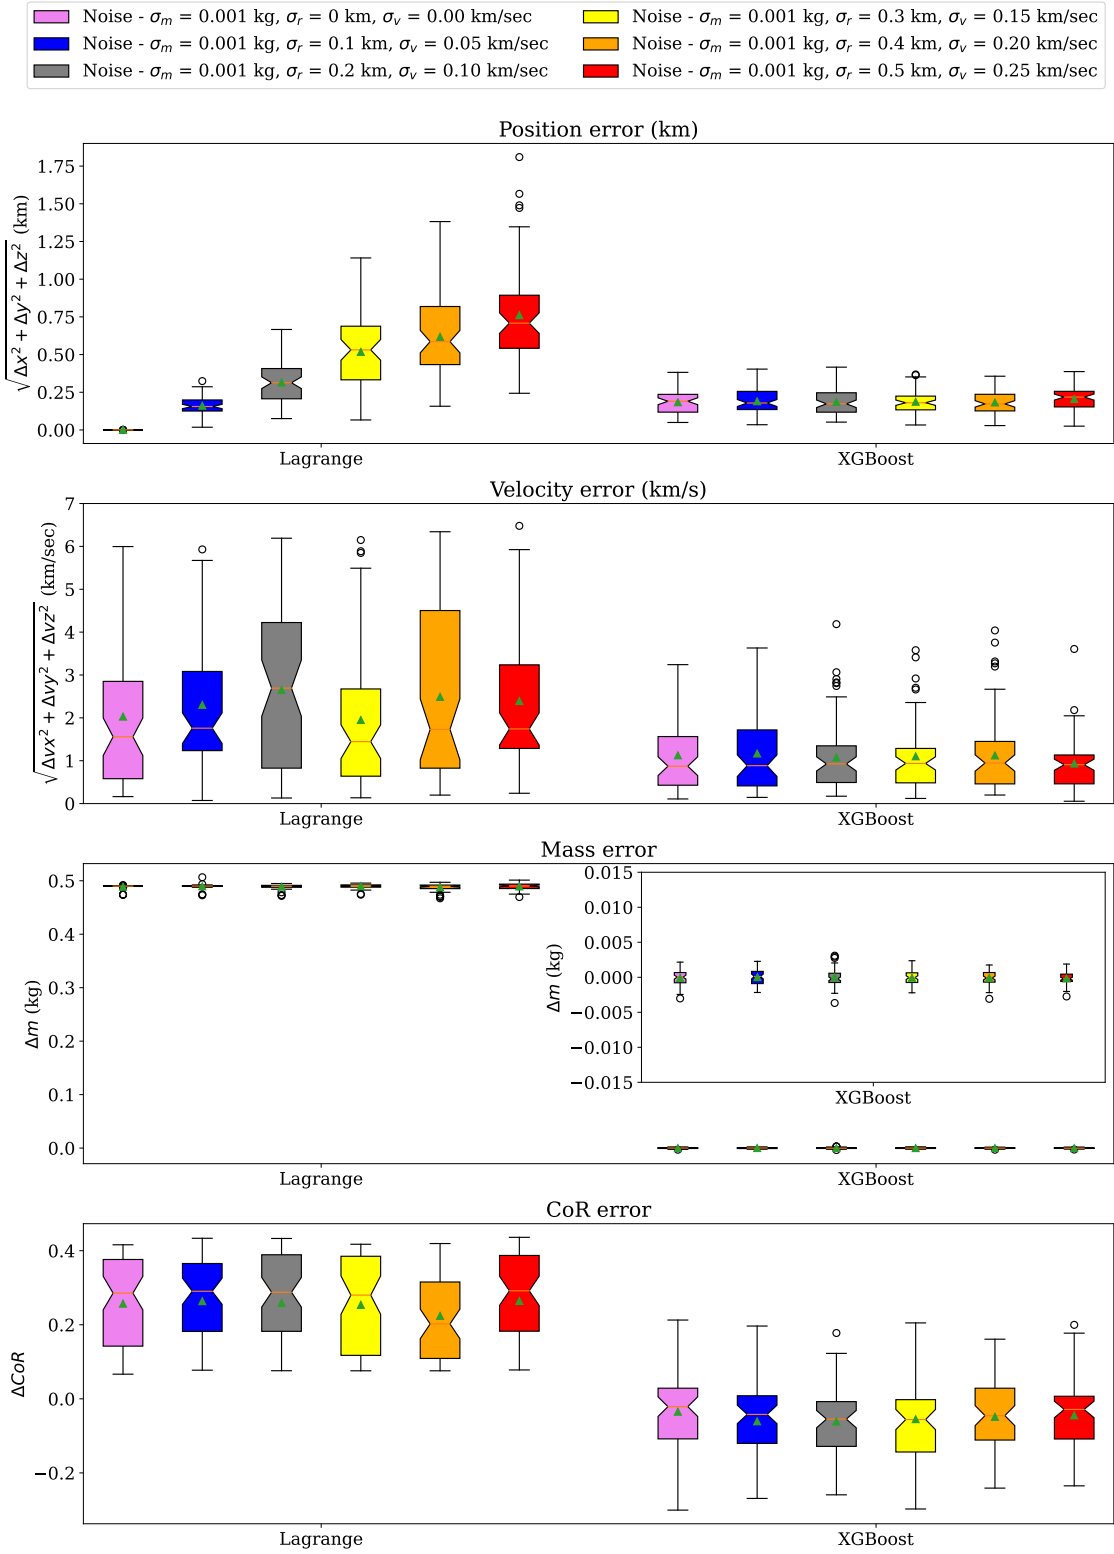 Noise - σm = 0.001 kg, σr = 0 km, σv = 0.00 km/sec
Noise - σm = 0.001 kg, σr = 0.1 km, σv = 0.05 km/sec
Noise - σm = 0.001 kg, σr = 0.2 km, σv = 0.10 km/sec
Noise - σm = 0.001 kg, σr = 0.3 km, σv = 0.15 km/sec
Noise - σm = 0.001 kg, σr = 0.4 km, σv = 0.20 km/sec
Noise - σm = 0.001 kg, σr = 0.5 km, σv = 0.25 km/sec
Position error (km)
√Δx² + Δy² + Δz² (km)
1.75
1.50
1.25
1.00
0.75
0.50
0.25
0.00
Lagrange
XGBoost
Velocity error (km/s)
√Δvx² + Δvy² + Δvz² (km/sec)
7
6
5
4
3
2
1
0
Lagrange
XGBoost
Mass error
Δm (kg)
0.5
0.4
0.3
0.2
0.1
0.0
Δm (kg)
0.015
0.010
0.005
0.000
−0.005
−0.010
−0.015
XGBoost
Lagrange
XGBoost
CoR error
ΔCoR
0.4
0.2
0.0
−0.2
Lagrange
XGBoost